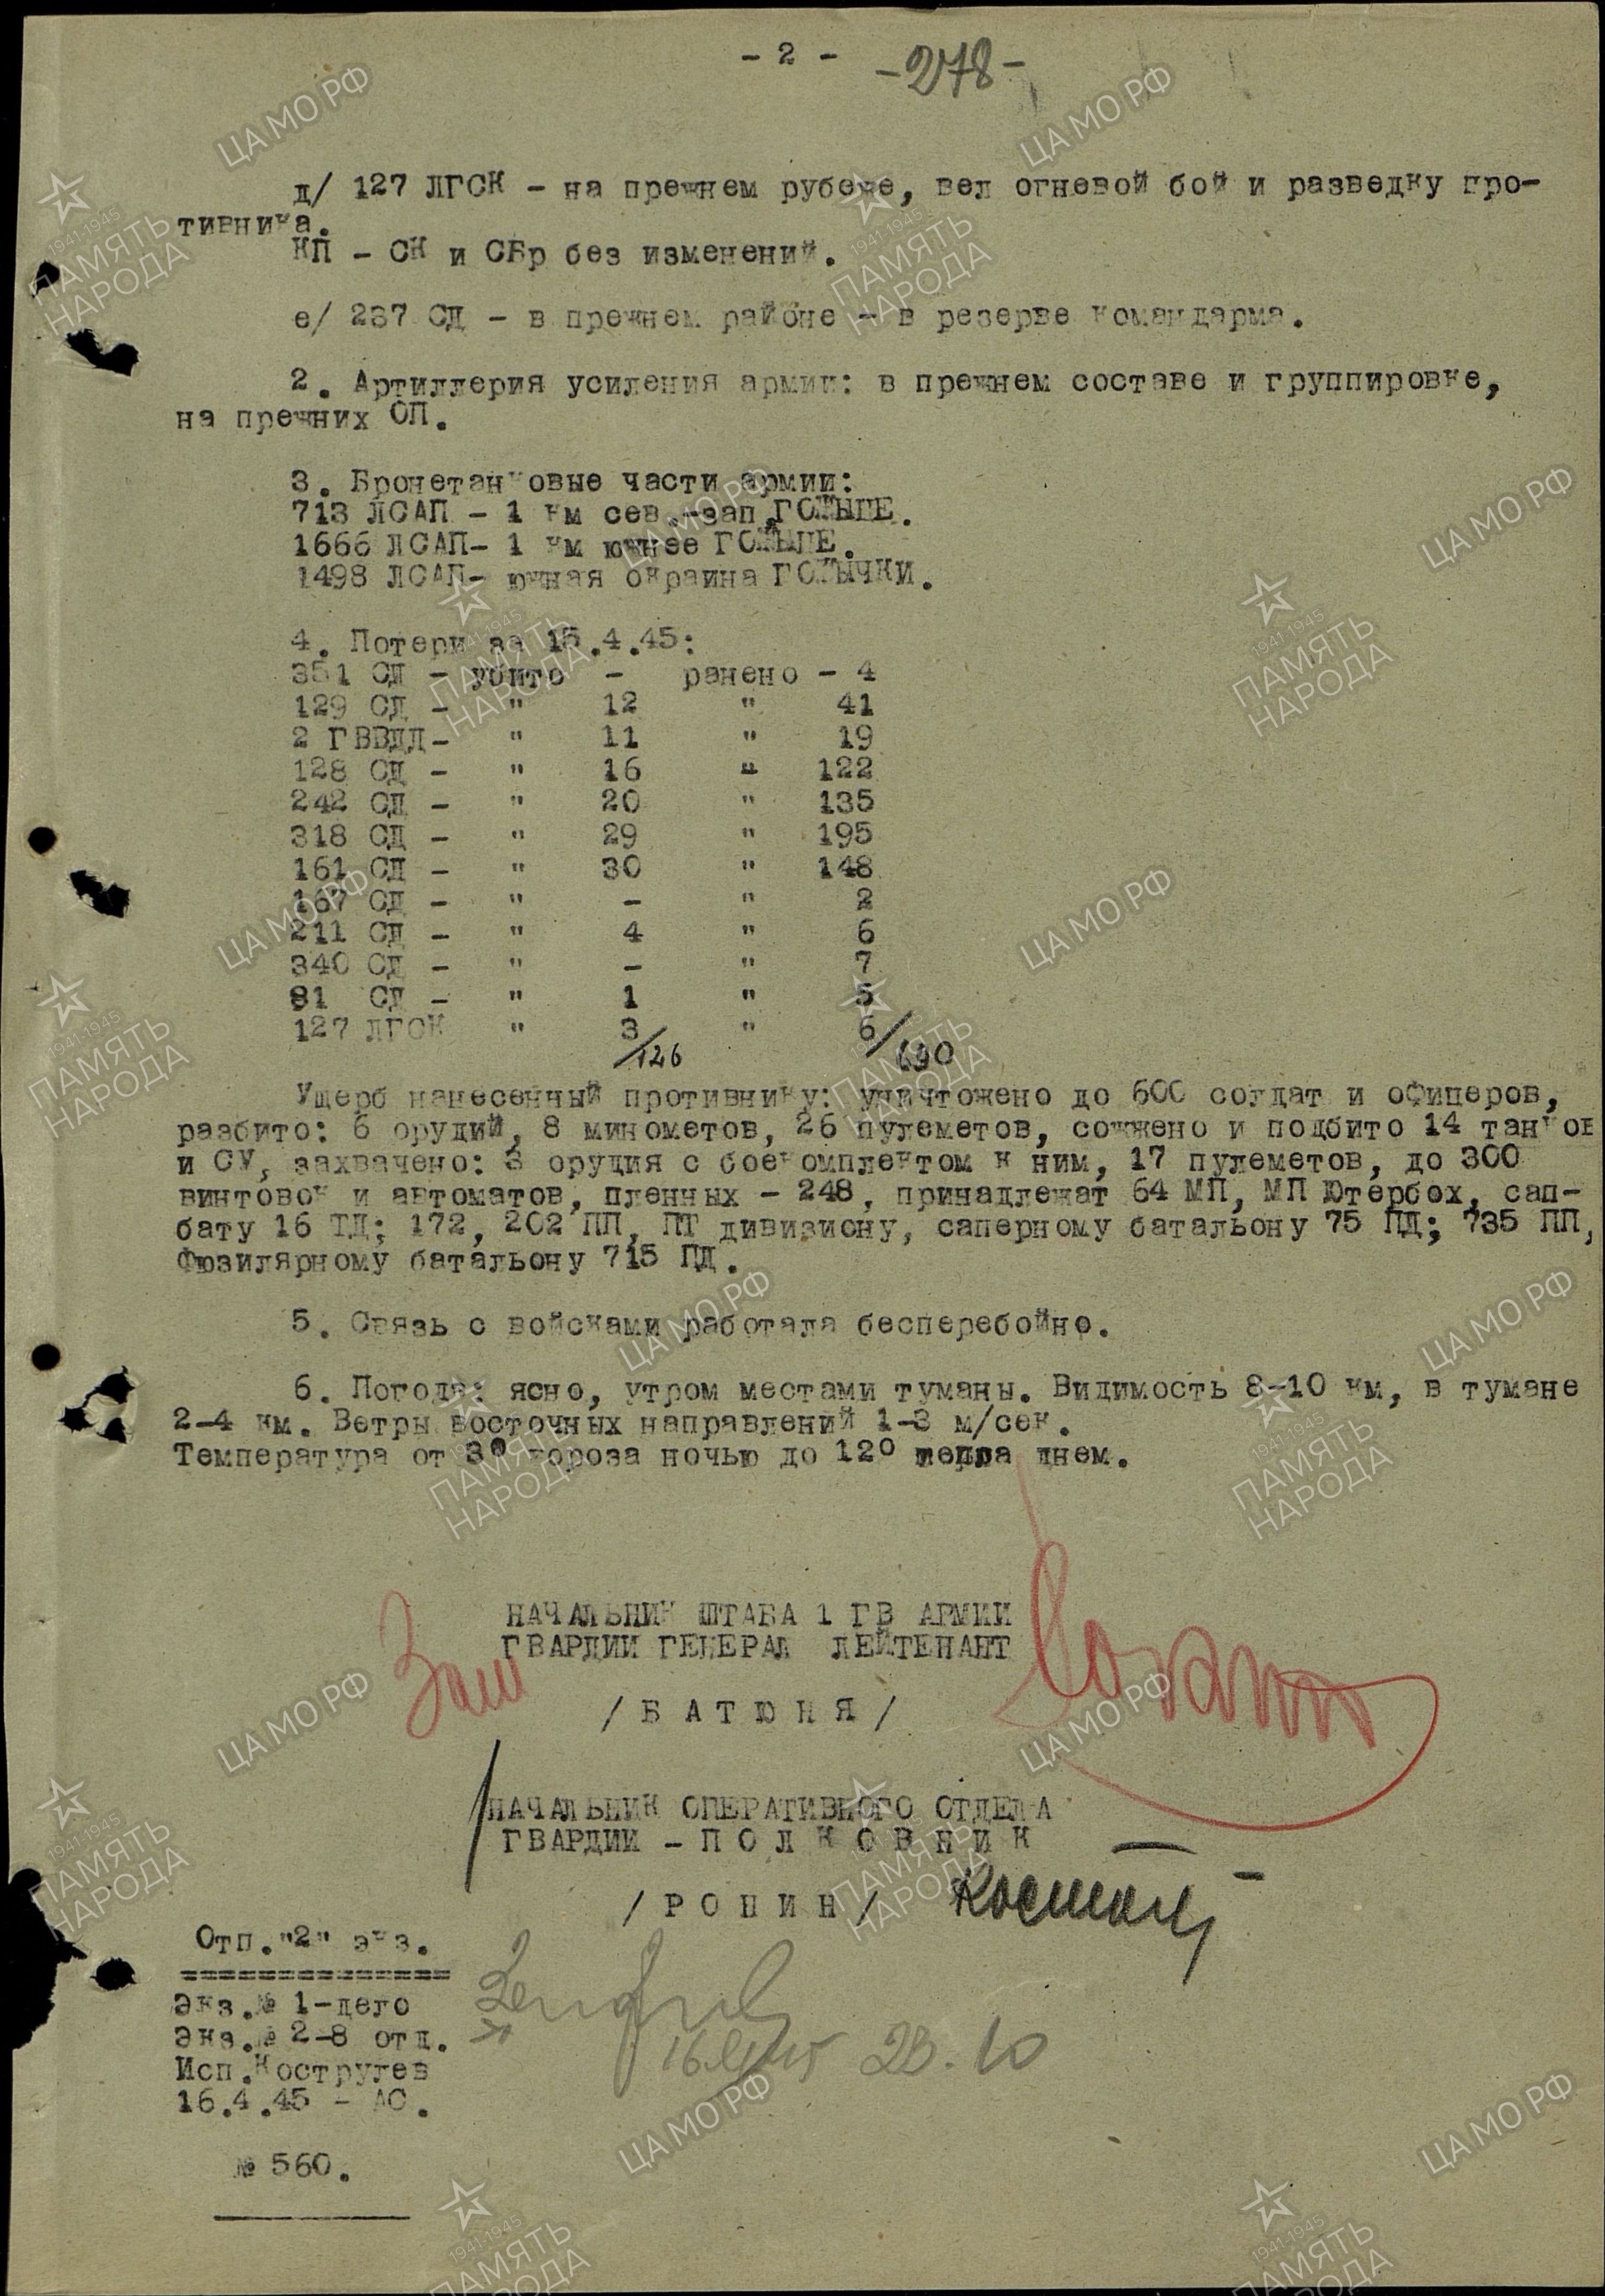 - 2 -
-278-
д/ 127 ЛГСК - на прежнем рубеже, вел огневой бой и разведку про-
тивника.
КП - СК и СБр без изменений.
е/ 237 СД - в прежнем районе - в резерве командарма.
2. Артиллерия усиления армии: в прежнем составе и группировке,
на прежних ОП.
3. Бронетанковые части армии:
713 ЛСАП - 1 км сев.-зап.ГОЖЫЦЕ.
1666 ЛСАП- 1 км южнее ГОЖЫЦЕ.
1498 ЛСАП- южная окраина ГОЖЫЧКИ.
4. Потери за 15.4.45:
351 СД - убито - ранено - 4
129 СД - " 12 " 41
2 ГВВДД- " 11 " 19
128 СД - " 16 " 122
242 СД - " 20 " 135
318 СД - " 29 " 195
161 СД - " 30 " 148
167 СД - " - " 2
211 СД - " 4 " 6
340 СД - " - " 7
81 СД - " 1 " 5
127 ЛГСК " 3 " 6
/126 /690
Ущерб нанесенный противнику: уничтожено до 600 солдат и офицеров,
разбито: 6 орудий, 8 минометов, 26 пулеметов, сожжено и подбито 14 танков
и СУ, захвачено: 3 орудия с боекомплектом к ним, 17 пулеметов, до 300
винтовок и автоматов, пленных - 248, принадлежат 64 МП, МП Ютербох, сап-
бату 16 ТД; 172, 202 ПП, ПТ дивизиону, саперному батальону 75 ПД; 735 ПП,
Фюзилярному батальону 715 ПД.
5. Связь с войсками работала бесперебойно.
6. Погода: ясно, утром местами туманы. Видимость 8-10 км, в тумане
2-4 км. Ветры восточных направлений 1-3 м/сек.
Температура от 3° мороза ночью до 12° тепла днем.
НАЧАЛЬНИК ШТАБА 1 ГВ АРМИИ
ГВАРДИИ ГЕНЕРАЛ ЛЕЙТЕНАНТ
Зам
/ Б А Т Ю Н Я /
НАЧАЛЬНИК ОПЕРАТИВНОГО ОТДЕЛА
ГВАРДИИ - П О Л К О В Н И К
/ Р О Н И Н /
Отп."2" экз.
==============
Экз.№ 1-дело
Экз.№ 2-8 отд.
Исп.Кострулев
16.4.45 - АС.
23.10
№ 560.
ЦА МО РФ
1941-1945
ПАМЯТЬ
НАРОДА